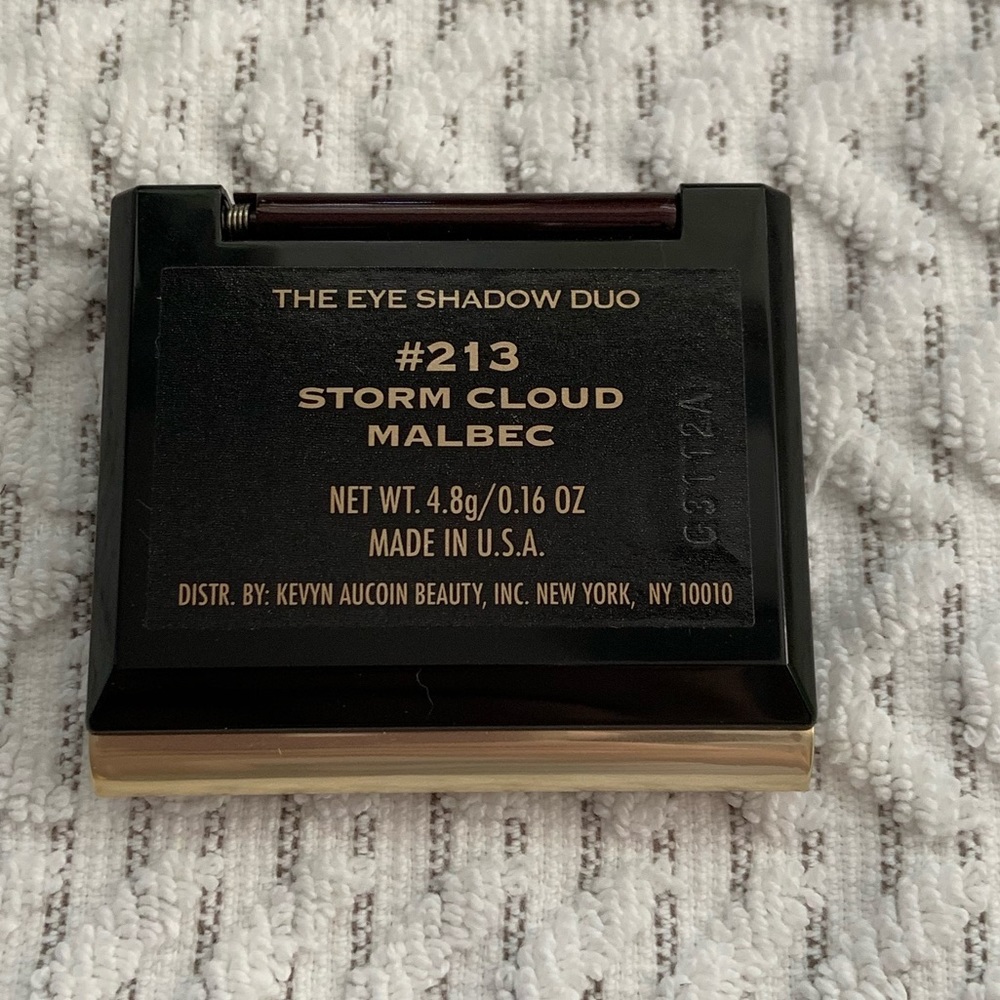 THE EYE SHADOW DUO
#213
STORM CLOUD
MALBEC
NET WT. 4.8g/0.16 OZ
MADE IN U.S.A.
DISTR. BY: KEVYN AUCOIN BEAUTY, INC. NEW YORK, NY 10010